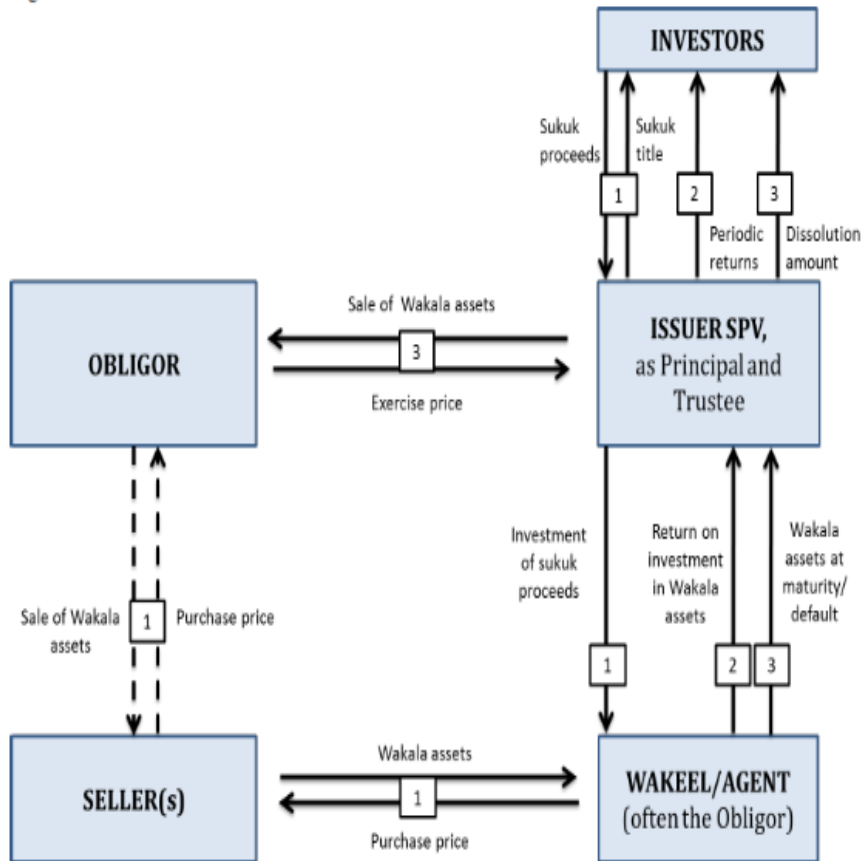 INVESTORS
Sukuk
proceeds
Sukuk
title
1
2
3
Periodic
returns
Dissolution
amount
OBLIGOR
Sale of Wakala assets
3
Exercise price
ISSUER SPV,
as Principal and
Trustee
Sale of Wakala
assets
1
Purchase price
Investment
of sukuk
proceeds
Return on
investment
in Wakala
assets
Wakala
assets at
maturity/
default
1
2
3
SELLER(s)
Wakala assets
1
Purchase price
WAKEEL/AGENT
(often the Obligor)